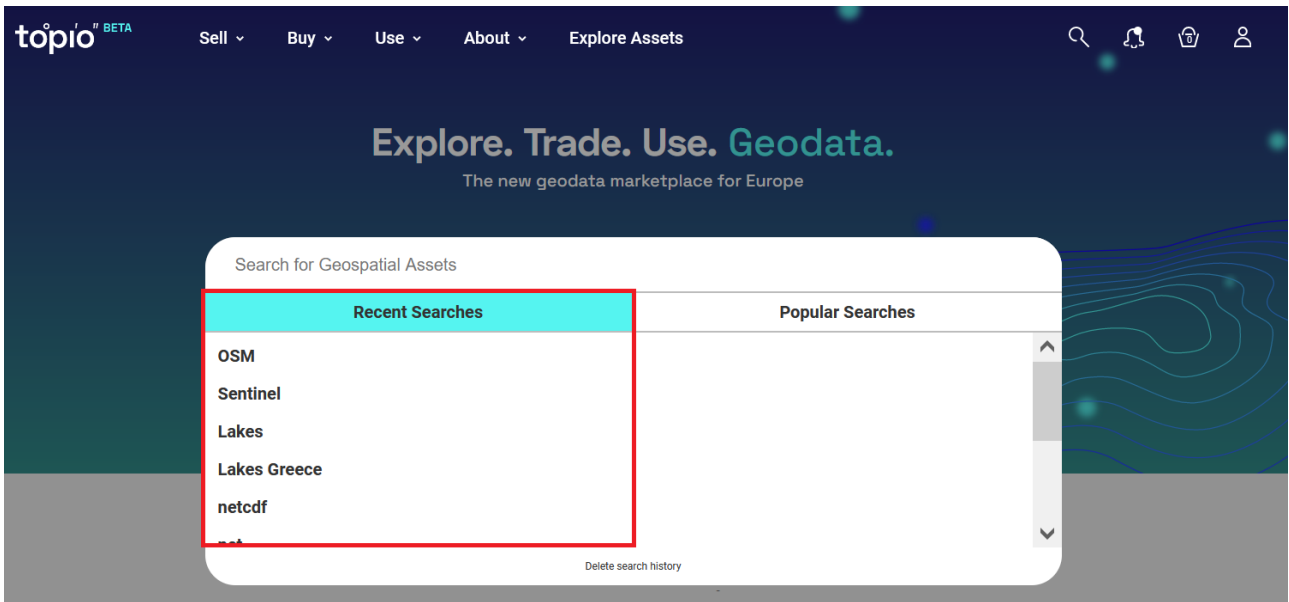 topio" BETA
Sell Buy Use About Explore Assets
0
Explore. Trade. Use. Geodata.
The new geodata marketplace for Europe
Search for Geospatial Assets
Recent Searches Popular Searches
OSM
Sentinel
Lakes
Lakes Greece
netcdf
Delete search history